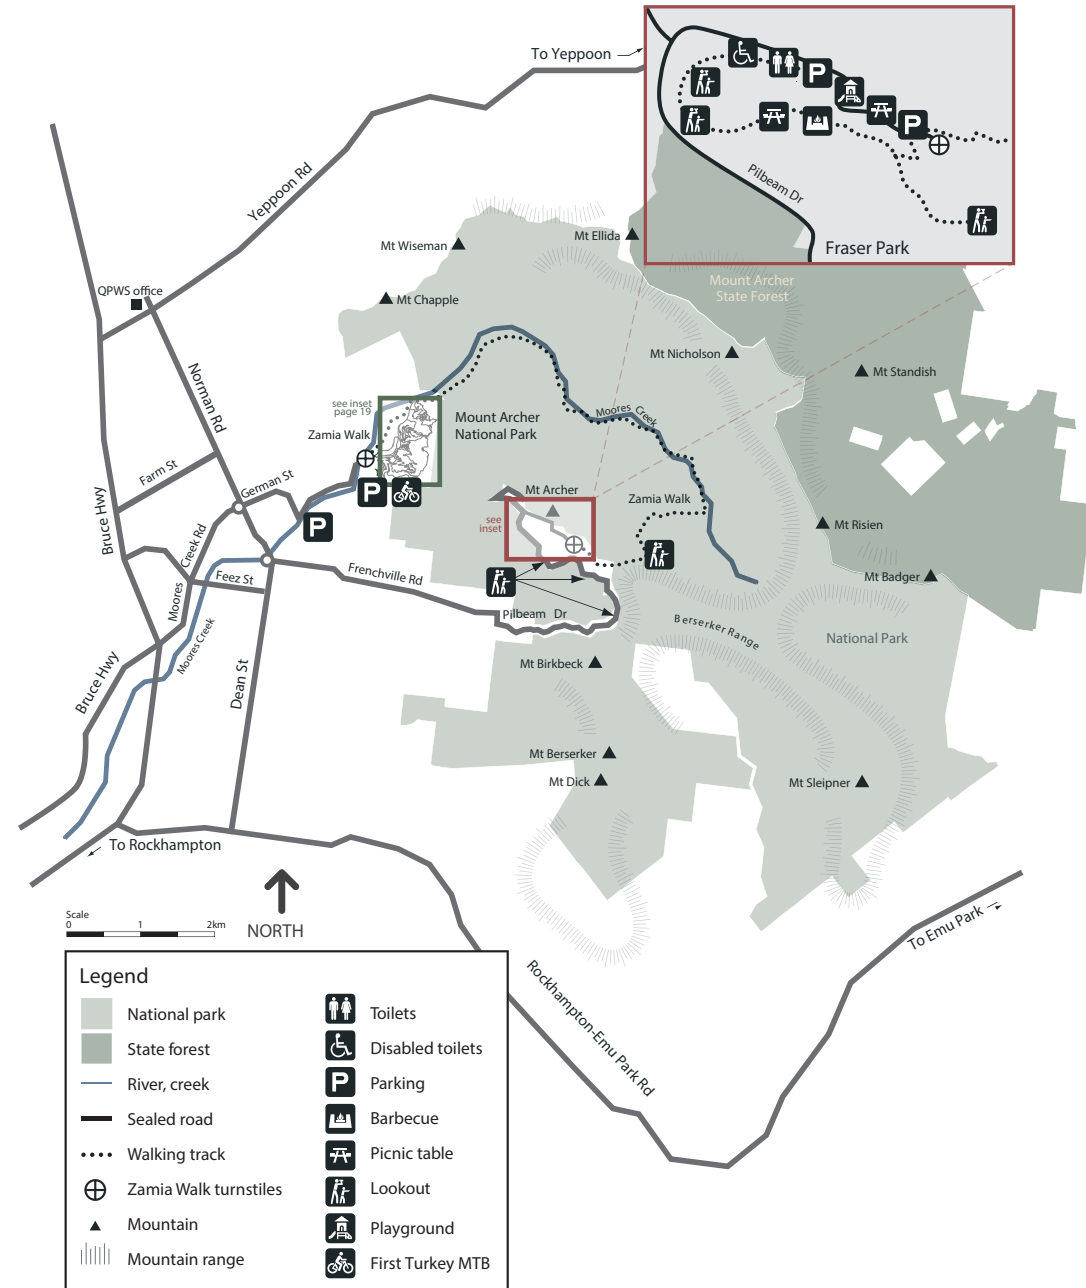 To Yeppoon
Pilbeam Dr
Fraser Park
Yeppoon Rd
Mt Wiseman
Mt Ellida
Mt Chapple
QPWS office
Mount Archer
State Forest
Mt Nicholson
Mt Standish
Norman Rd
see inset
page 19
Zamia Walk
Mount Archer
National Park
Moores Creek
Farm St
German St
P
P
Mt Archer
see
inset
Zamia Walk
Bruce Hwy
Moores Creek Rd
Feez St
Frenchville Rd
Pilbeam Dr
Mt Risien
Mt Badger
Berserker Range
National Park
Moores Creek
Bruce Hwy
Dean St
Mt Birkbeck
Mt Berserker
Mt Dick
Mt Sleipner
To Rockhampton
To Emu Park
Rockhampton-Emu Park Rd
Scale
0 1 2km
NORTH
Legend
National park
State forest
River, creek
Sealed road
Walking track
Zamia Walk turnstiles
Mountain
Mountain range
Toilets
Disabled toilets
P Parking
Barbecue
Picnic table
Lookout
Playground
First Turkey MTB
P
P